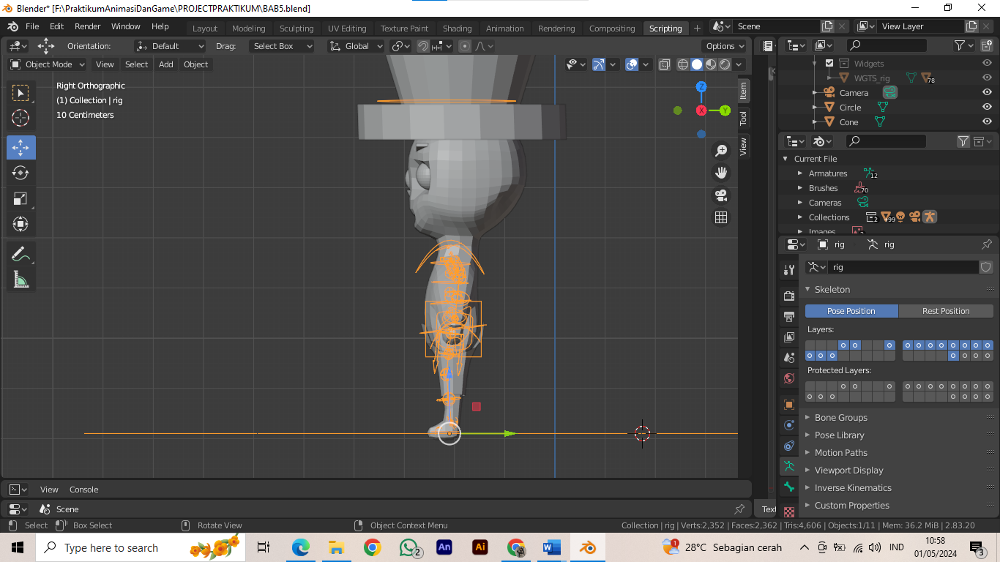 Blender* [F:\PraktikumAnimasiDanGame\PROJECTPRAKTIKUM\BAB5.blend]
File Edit Render Window Help Layout Modeling Sculpting UV Editing Texture Paint Shading Animation Rendering Compositing Scripting + Scene View Layer
Orientation: Default Drag: Select Box Global Options
Object Mode View Select Add Object
Right Orthographic
(1) Collection | rig
10 Centimeters
Z
X
Y
Item
Tool
View
Widgets
WGTS_rig 78
Camera
Circle
Cone
Current File
Armatures 12
Brushes 70
Cameras
Collections 2 +99
Images
rig rig
rig
Skeleton
Pose Position Rest Position
Layers:
Protected Layers:
Bone Groups
Pose Library
Motion Paths
Viewport Display
Inverse Kinematics
Custom Properties
View Console
Scene
Text
Select Box Select Rotate View Object Context Menu Collection | rig | Verts:2,352 | Faces:2,362 | Tris:4,606 | Objects:1/11 | Mem: 36.2 MiB | 2.83.20
Type here to search 2 An Ai W 1 28°C Sebagian cerah IND 10:58
01/05/2024 3